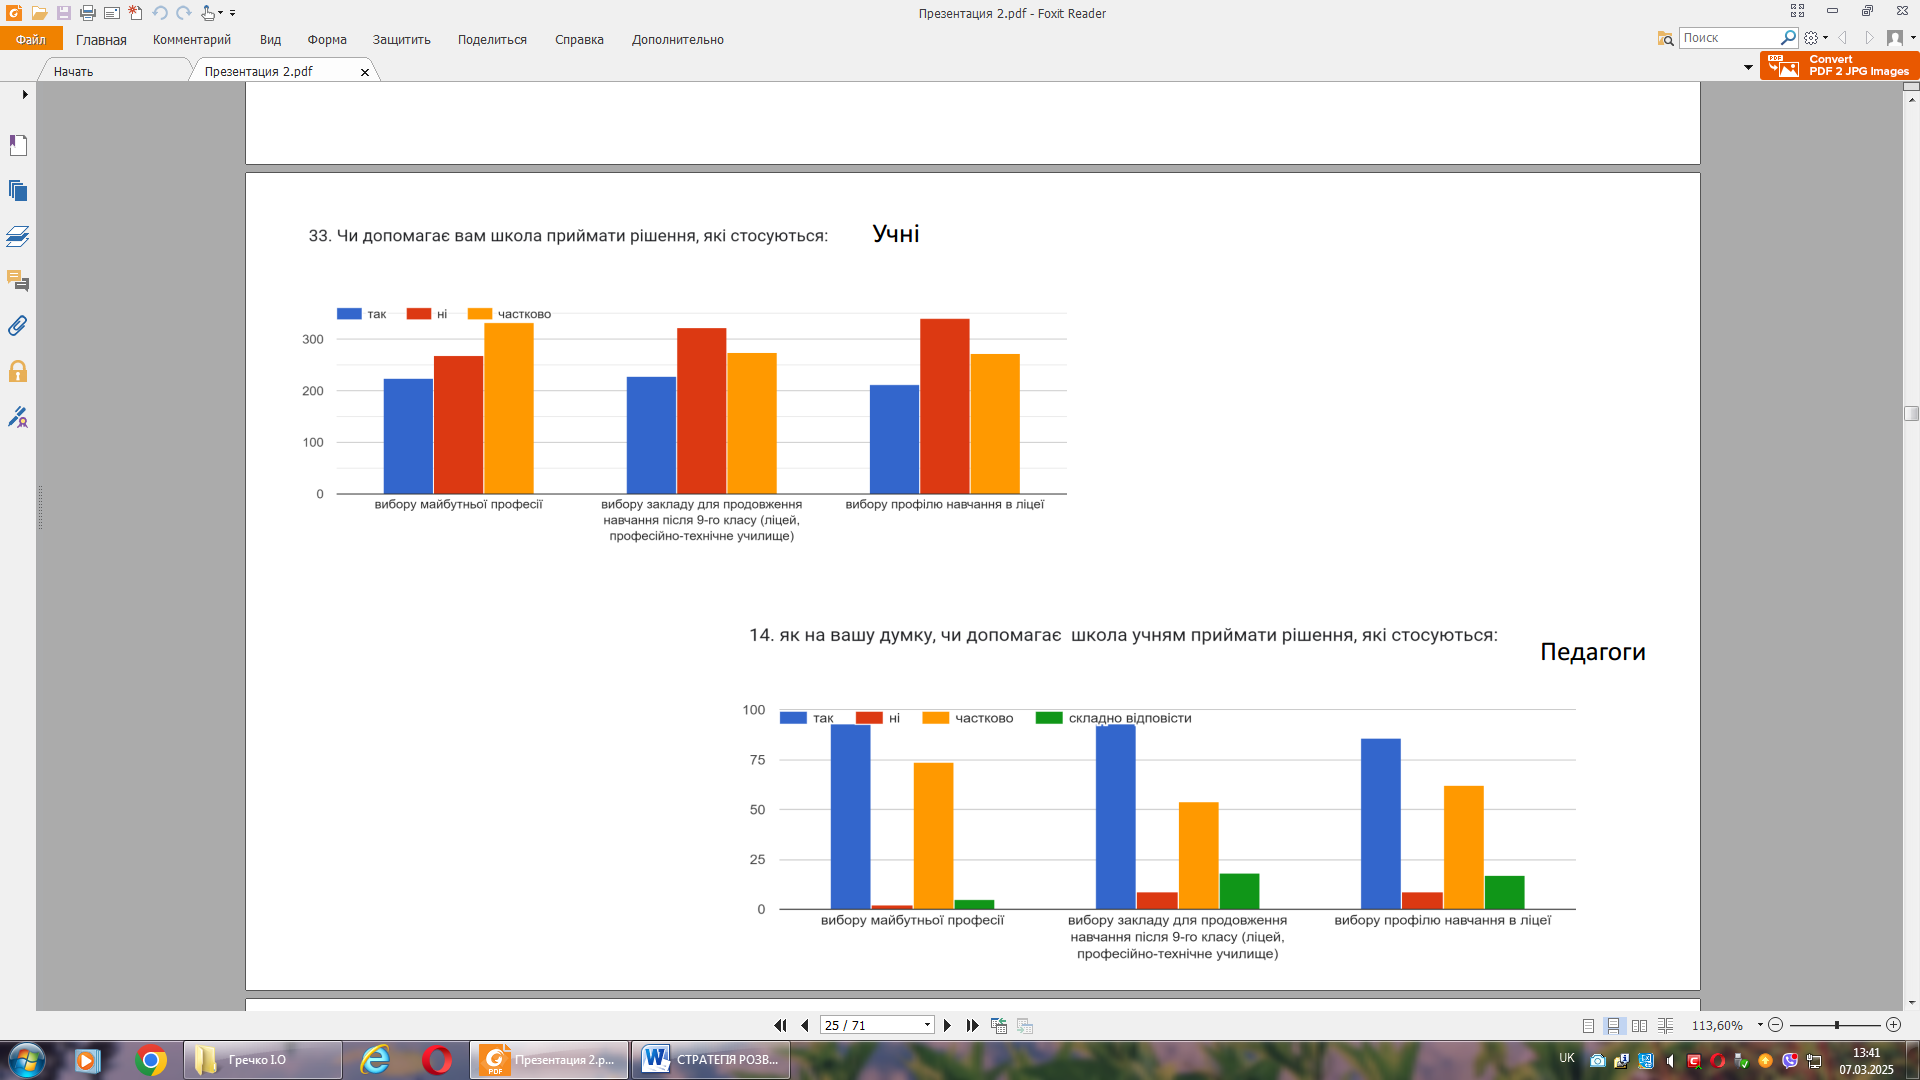 Презентация 2.pdf - Foxit Reader
Файл
Главная
Комментарий
Вид
Форма
Защитить
Поделиться
Справка
Дополнительно
Поиск
Начать
Презентация 2.pdf
Convert
PDF 2 JPG Images
33. Чи допомагає вам школа приймати рішення, які стосуються:
Учні
так
ні
частково
300
200
100
0
вибору майбутньої професії
вибору закладу для продовження
навчання після 9-го класу (ліцей,
професійно-технічне училище)
вибору профілю навчання в ліцеї
14. як на вашу думку, чи допомагає школа учням приймати рішення, які стосуються:
Педагоги
100
так
ні
частково
складно відповісти
75
50
25
0
вибору майбутньої професії
вибору закладу для продовження
навчання після 9-го класу (ліцей,
професійно-технічне училище)
вибору профілю навчання в ліцеї
25 / 71
113,60%
Гречко І.О
Презентация 2.p...
СТРАТЕГІЯ РОЗВ...
UK
13:41
07.03.2025